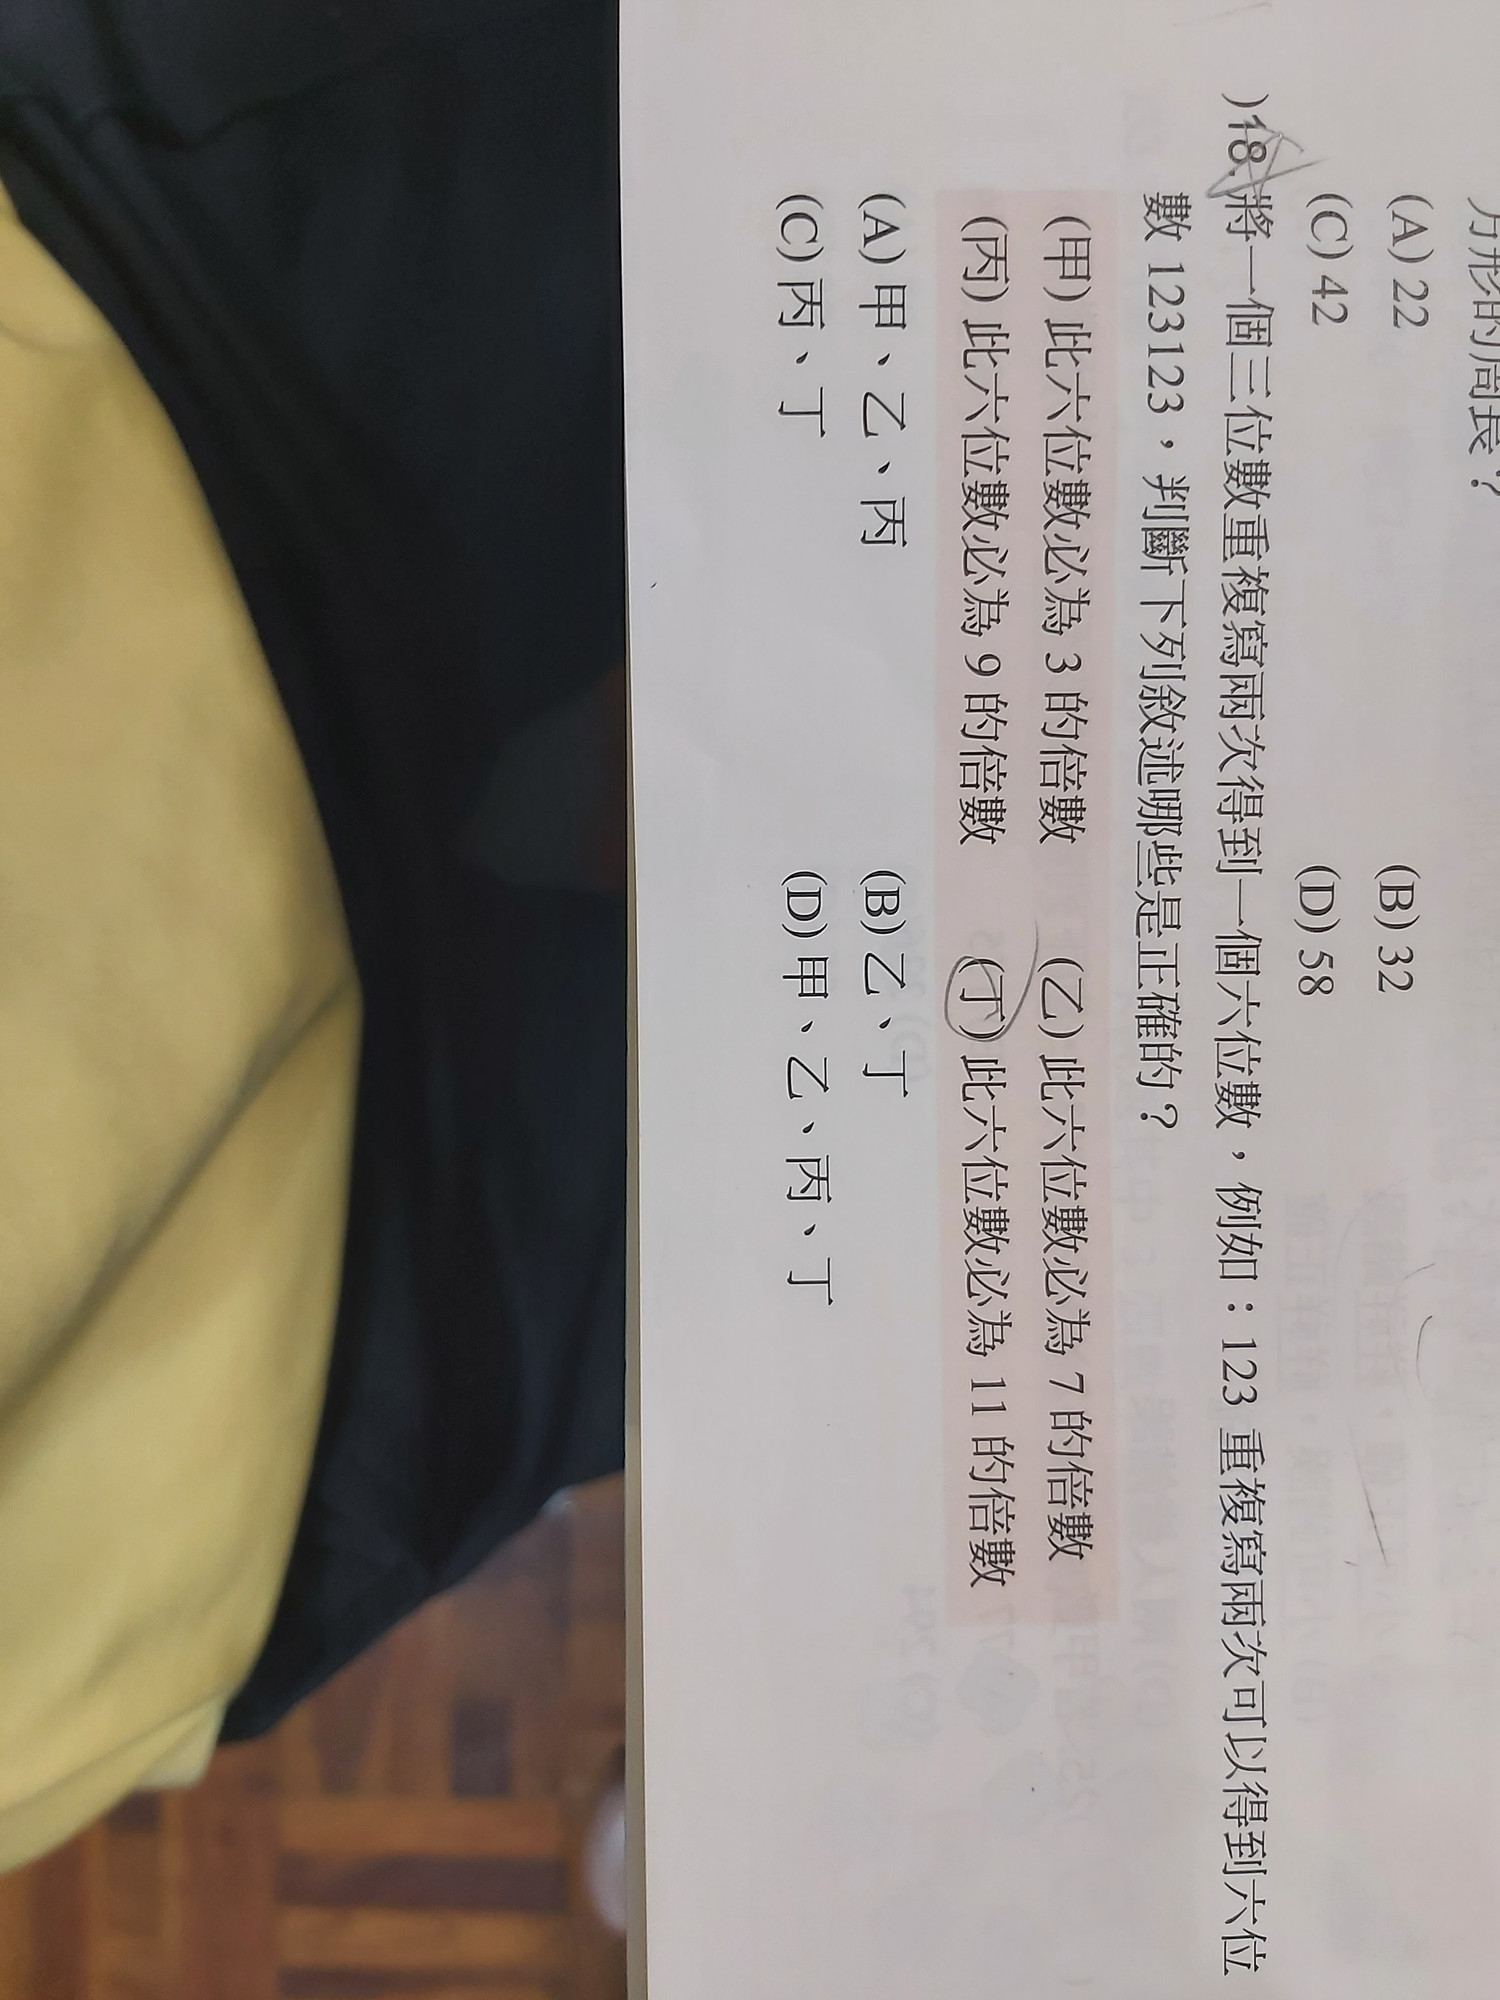 方形的周長？
(A) 22 (B) 32
(C) 42 (D) 58
)18. 將一個三位數重複寫兩次得到一個六位數，例如：123 重複寫兩次可以得到六位
數 123123，判斷下列敘述哪些是正確的？
(甲) 此六位數必為 3 的倍數 (乙) 此六位數必為 7 的倍數
(丙) 此六位數必為 9 的倍數 (丁) 此六位數必為 11 的倍數
(A) 甲、乙、丙 (B) 乙、丁
(C) 丙、丁 (D) 甲、乙、丙、丁